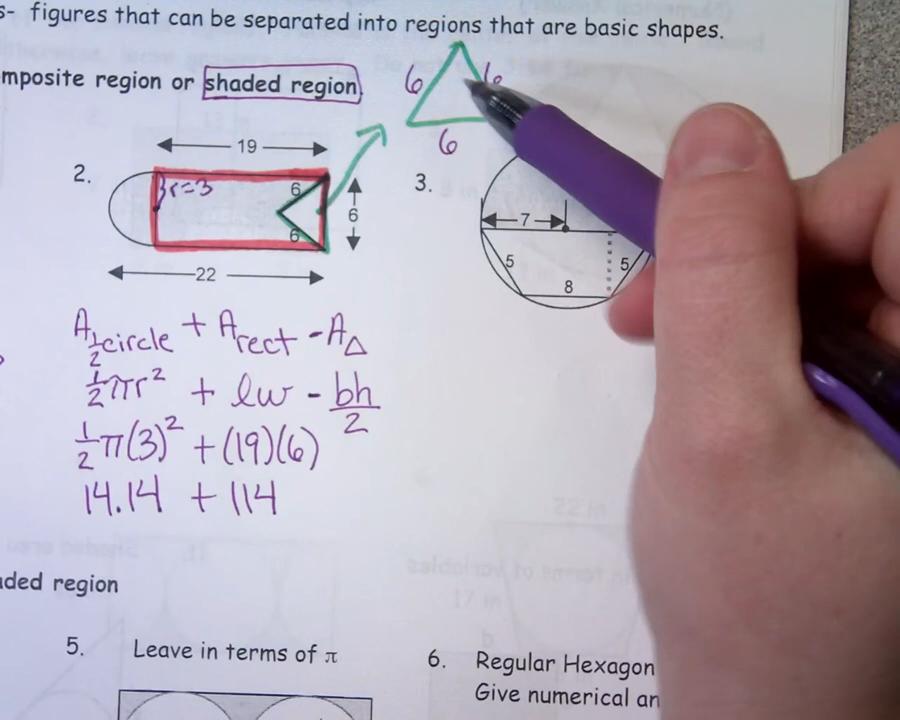 s- figures that can be separated into regions that are basic shapes.
mposite region or shaded region.
6 6
6
2.
19
r=3
6
6
6
22
3.
7
5 5
8
A½circle + Arect - A△
½πr² + lw - bh/2
½π(3)² + (19)(6)
14.14 + 114
ded region
5. Leave in terms of π
6. Regular Hexagon
Give numerical an